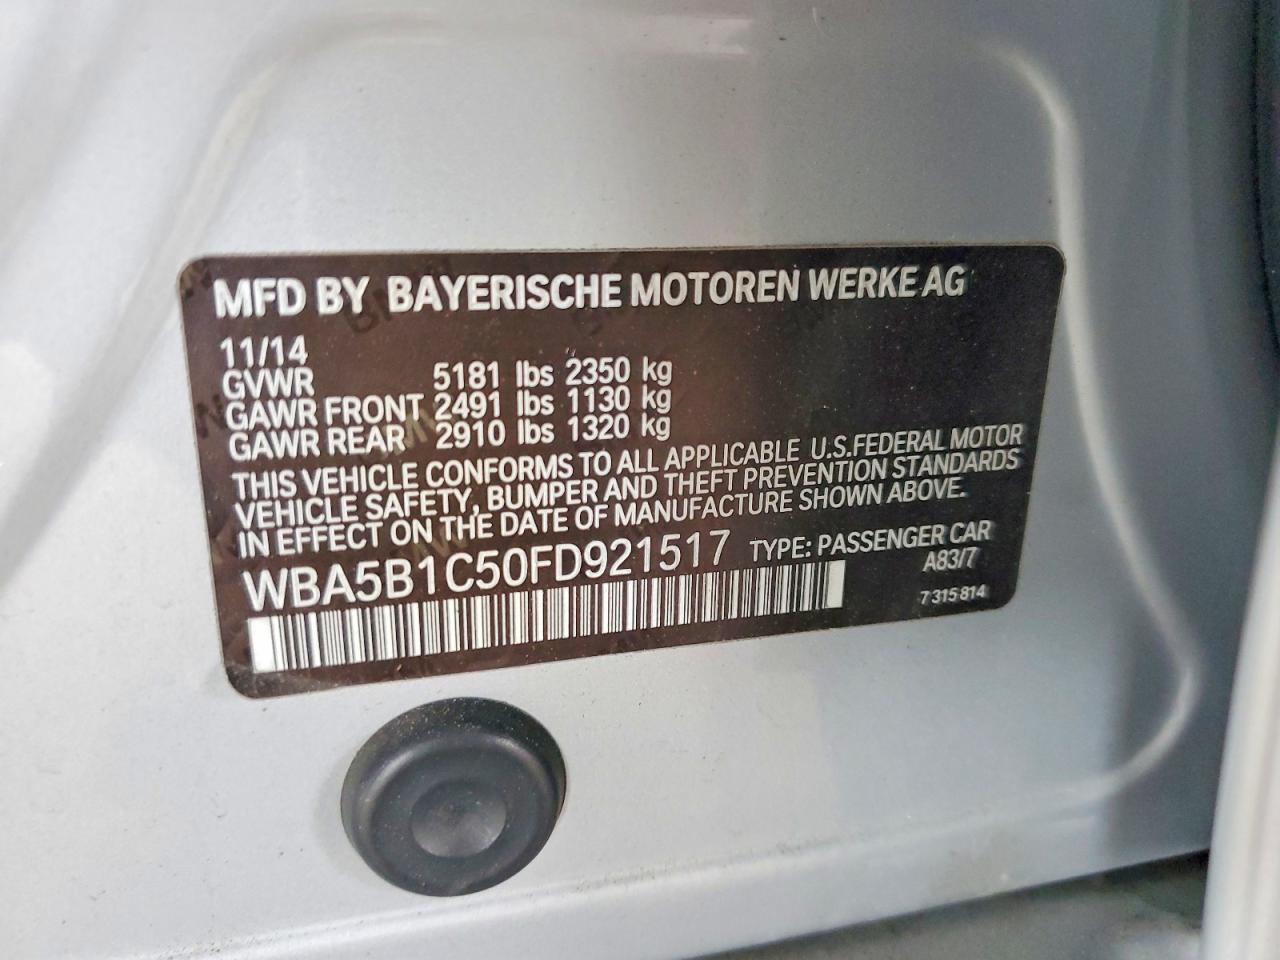 MFD BY BAYERISCHE MOTOREN WERKE AG
11/14
GVWR 5181 lbs 2350 kg
GAWR FRONT 2491 lbs 1130 kg
GAWR REAR 2910 lbs 1320 kg
THIS VEHICLE CONFORMS TO ALL APPLICABLE U.S.FEDERAL MOTOR
VEHICLE SAFETY, BUMPER AND THEFT PREVENTION STANDARDS
IN EFFECT ON THE DATE OF MANUFACTURE SHOWN ABOVE.
WBA5B1C50FD921517 TYPE: PASSENGER CAR
A83/7
7 315 814